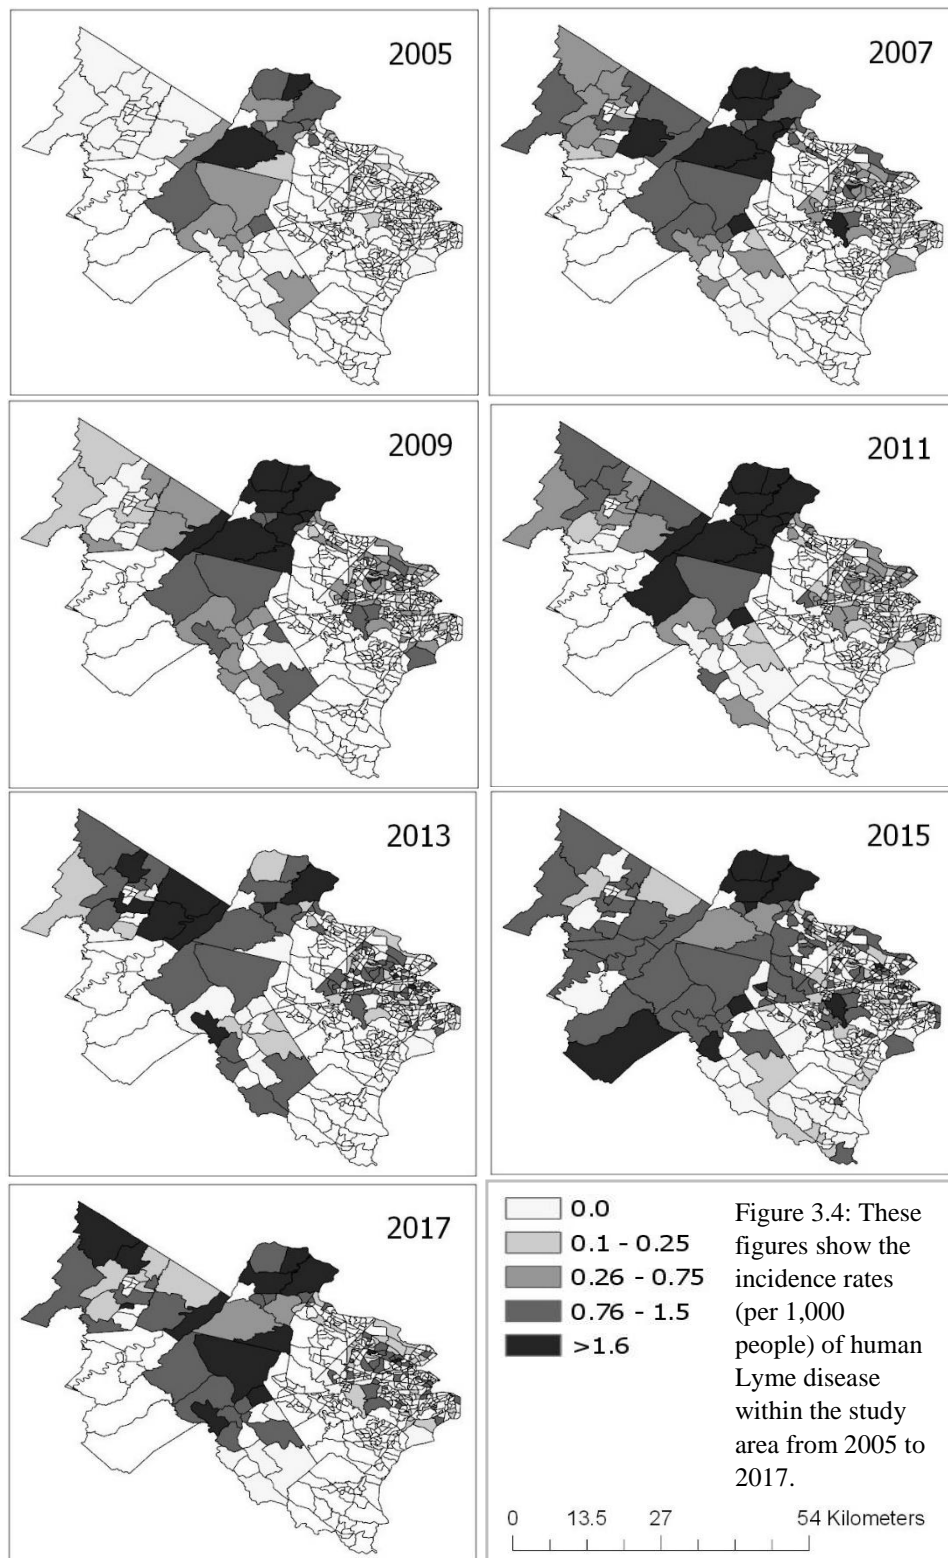 2005
2007
2009
2011
2013
2015
2017
0.0
0.1 - 0.25
0.26 - 0.75
0.76 - 1.5
>1.6
Figure 3.4: These
figures show the
incidence rates
(per 1,000
people) of human
Lyme disease
within the study
area from 2005 to
2017.
0 13.5 27 54 Kilometers